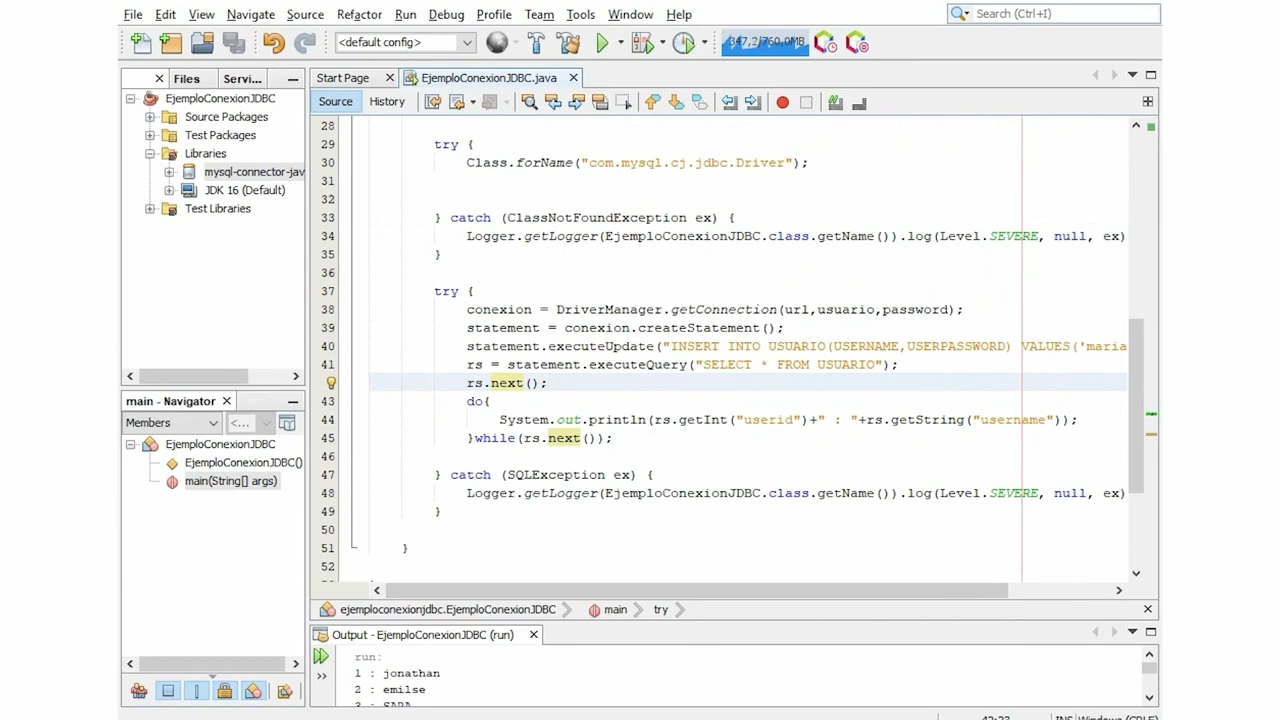 File Edit View Navigate Source Refactor Run Debug Profile Team Tools Window Help Search (Ctrl+I)
<default config> 347,2/760,0MB
Files Servi... Start Page EjemploConexionJDBC.java
EjemploConexionJDBC Source History
Source Packages
Test Packages
Libraries
mysql-connector-jav
JDK 16 (Default)
Test Libraries
28
29 try {
30 Class.forName("com.mysql.cj.jdbc.Driver");
31
32
33 } catch (ClassNotFoundException ex) {
34 Logger.getLogger(EjemploConexionJDBC.class.getName()).log(Level.SEVERE, null, ex)
35 }
36
37 try {
38 conexion = DriverManager.getConnection(url,usuario,password);
39 statement = conexion.createStatement();
40 statement.executeUpdate("INSERT INTO USUARIO(USERNAME,USERPASSWORD) VALUES('maria
41 rs = statement.executeQuery("SELECT * FROM USUARIO");
rs.next();
43 do{
44 System.out.println(rs.getInt("userid")+" : "+rs.getString("username"));
45 }while(rs.next());
46
47 } catch (SQLException ex) {
48 Logger.getLogger(EjemploConexionJDBC.class.getName()).log(Level.SEVERE, null, ex)
49 }
50
51 }
52
main - Navigator
Members <...
EjemploConexionJDBC
EjemploConexionJDBC()
main(String[] args)
ejemploconexionjdbc.EjemploConexionJDBC main try
Output - EjemploConexionJDBC (run)
run:
1 : jonathan
2 : emilse
3 : SARA